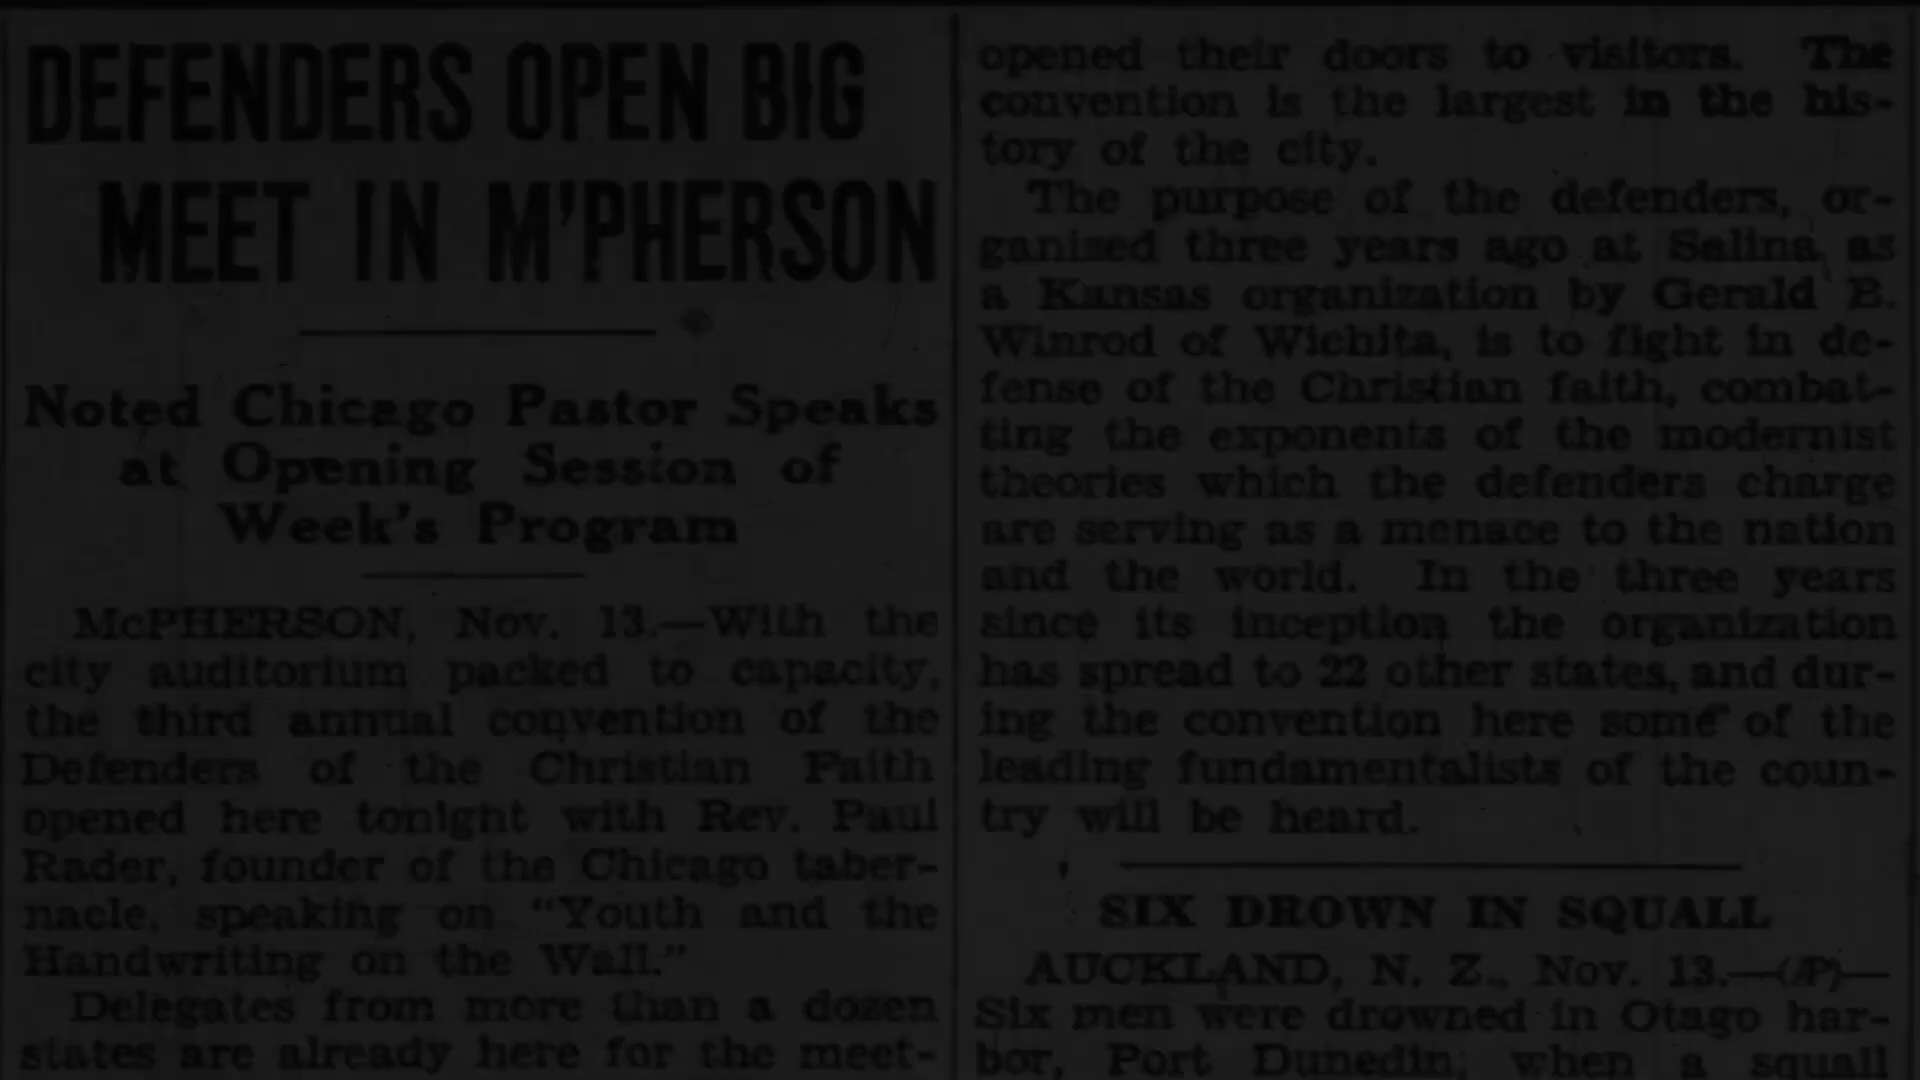 DEFENDERS OPEN BIG
MEET IN M'PHERSON
Noted Chicago Pastor Speaks
at Opening Session of
Week's Program
McPHERSON, Nov. 13.—With the
city auditorium packed to capacity,
the third annual convention of the
Defenders of the Christian Faith
opened here tonight with Rev. Paul
Rader, founder of the Chicago taber-
nacle, speaking on "Youth and the
Handwriting on the Wall."
Delegates from more than a dozen
states are already here for the meet-
opened their doors to visitors. The
convention is the largest in the his-
tory of the city.
The purpose of the defenders, or-
ganized three years ago at Salina as
a Kansas organization by Gerald B.
Winrod of Wichita, is to fight in de-
fense of the Christian faith, combat-
ting the exponents of the modernist
theories which the defenders charge
are serving as a menace to the nation
and the world. In the three years
since its inception the organization
has spread to 22 other states, and dur-
ing the convention here some of the
leading fundamentalists of the coun-
try will be heard.
SIX DROWN IN SQUALL
AUCKLAND, N. Z., Nov. 13.—(AP)—
Six men were drowned in Otago har-
bor, Port Dunedin, when a squall